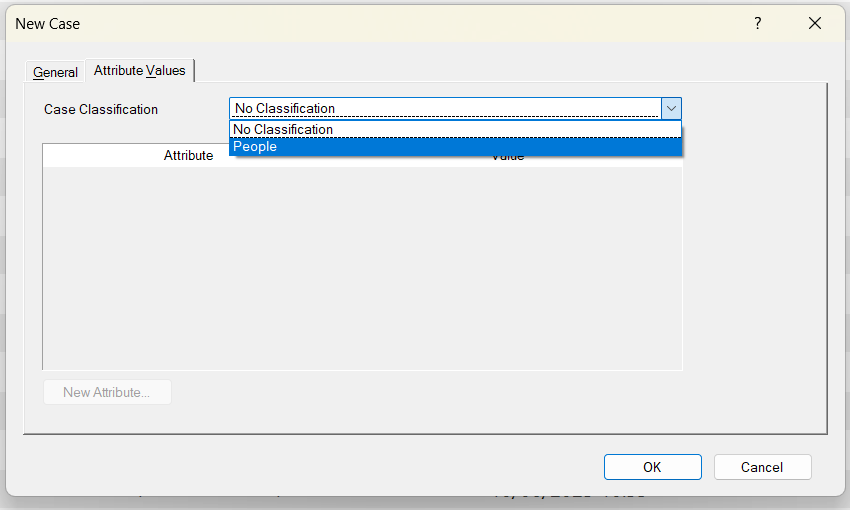 New Case
?
General
Attribute Values
Case Classification
No Classification
No Classification
People
Attribute
Value
New Attribute...
OK
Cancel